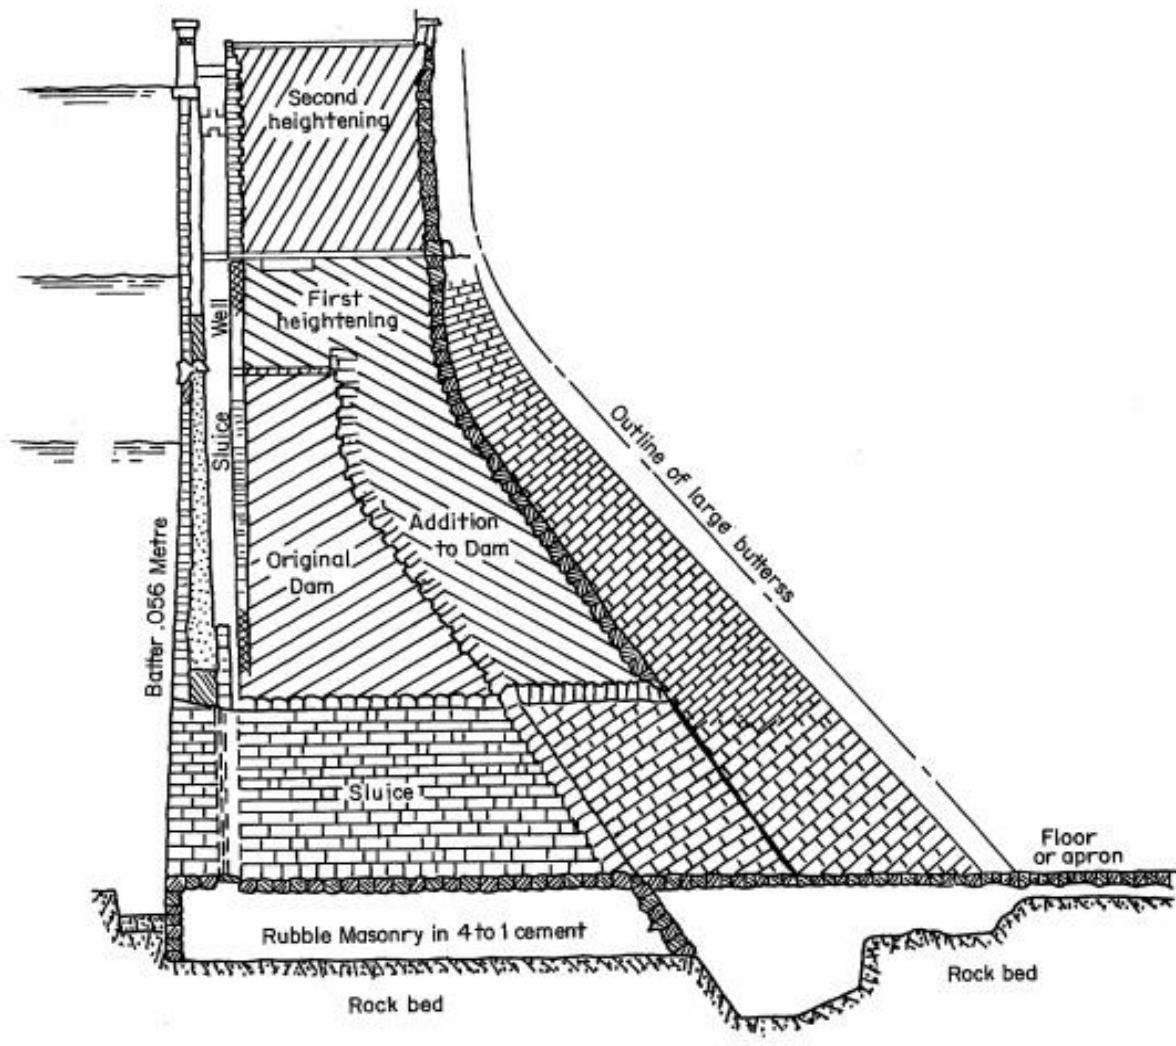 Second
heightening
First
heightening
Sluice Well
Outline of large butterss
Addition
to Dam
Original
Dam
Batter .056 Metre
Sluice
Floor
or apron
Rubble Masonry in 4 to 1 cement
Rock bed
Rock bed